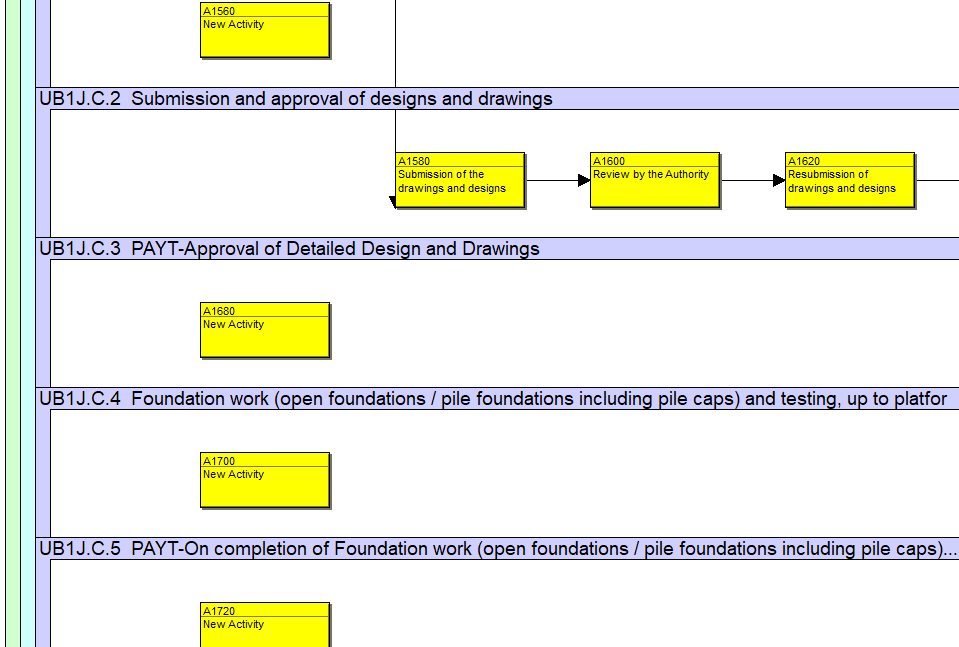 A1560
New Activity
UB1J.C.2 Submission and approval of designs and drawings
A1580
Submission of the
drawings and designs
A1600
Review by the Authority
A1620
Resubmission of
drawings and designs
UB1J.C.3 PAYT-Approval of Detailed Design and Drawings
A1680
New Activity
UB1J.C.4 Foundation work (open foundations / pile foundations including pile caps) and testing, up to platfor
A1700
New Activity
UB1J.C.5 PAYT-On completion of Foundation work (open foundations / pile foundations including pile caps)...
A1720
New Activity